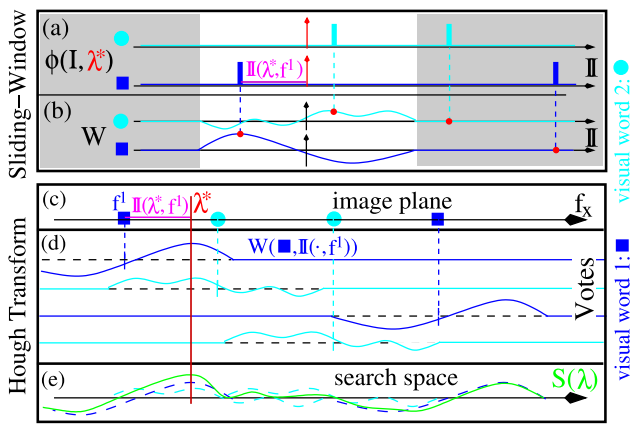 Sliding-Window
(a)
ϕ(I,λ*)
𝕀(λ*,f¹)
𝕀
(b)
W
𝕀
visual word 2:
Hough Transform
(c)
f¹
𝕀(λ*,f¹)
λ*
image plane
fₓ
(d)
W(■,𝕀(·,f¹))
Votes
(e)
search space
S(λ)
visual word 1: